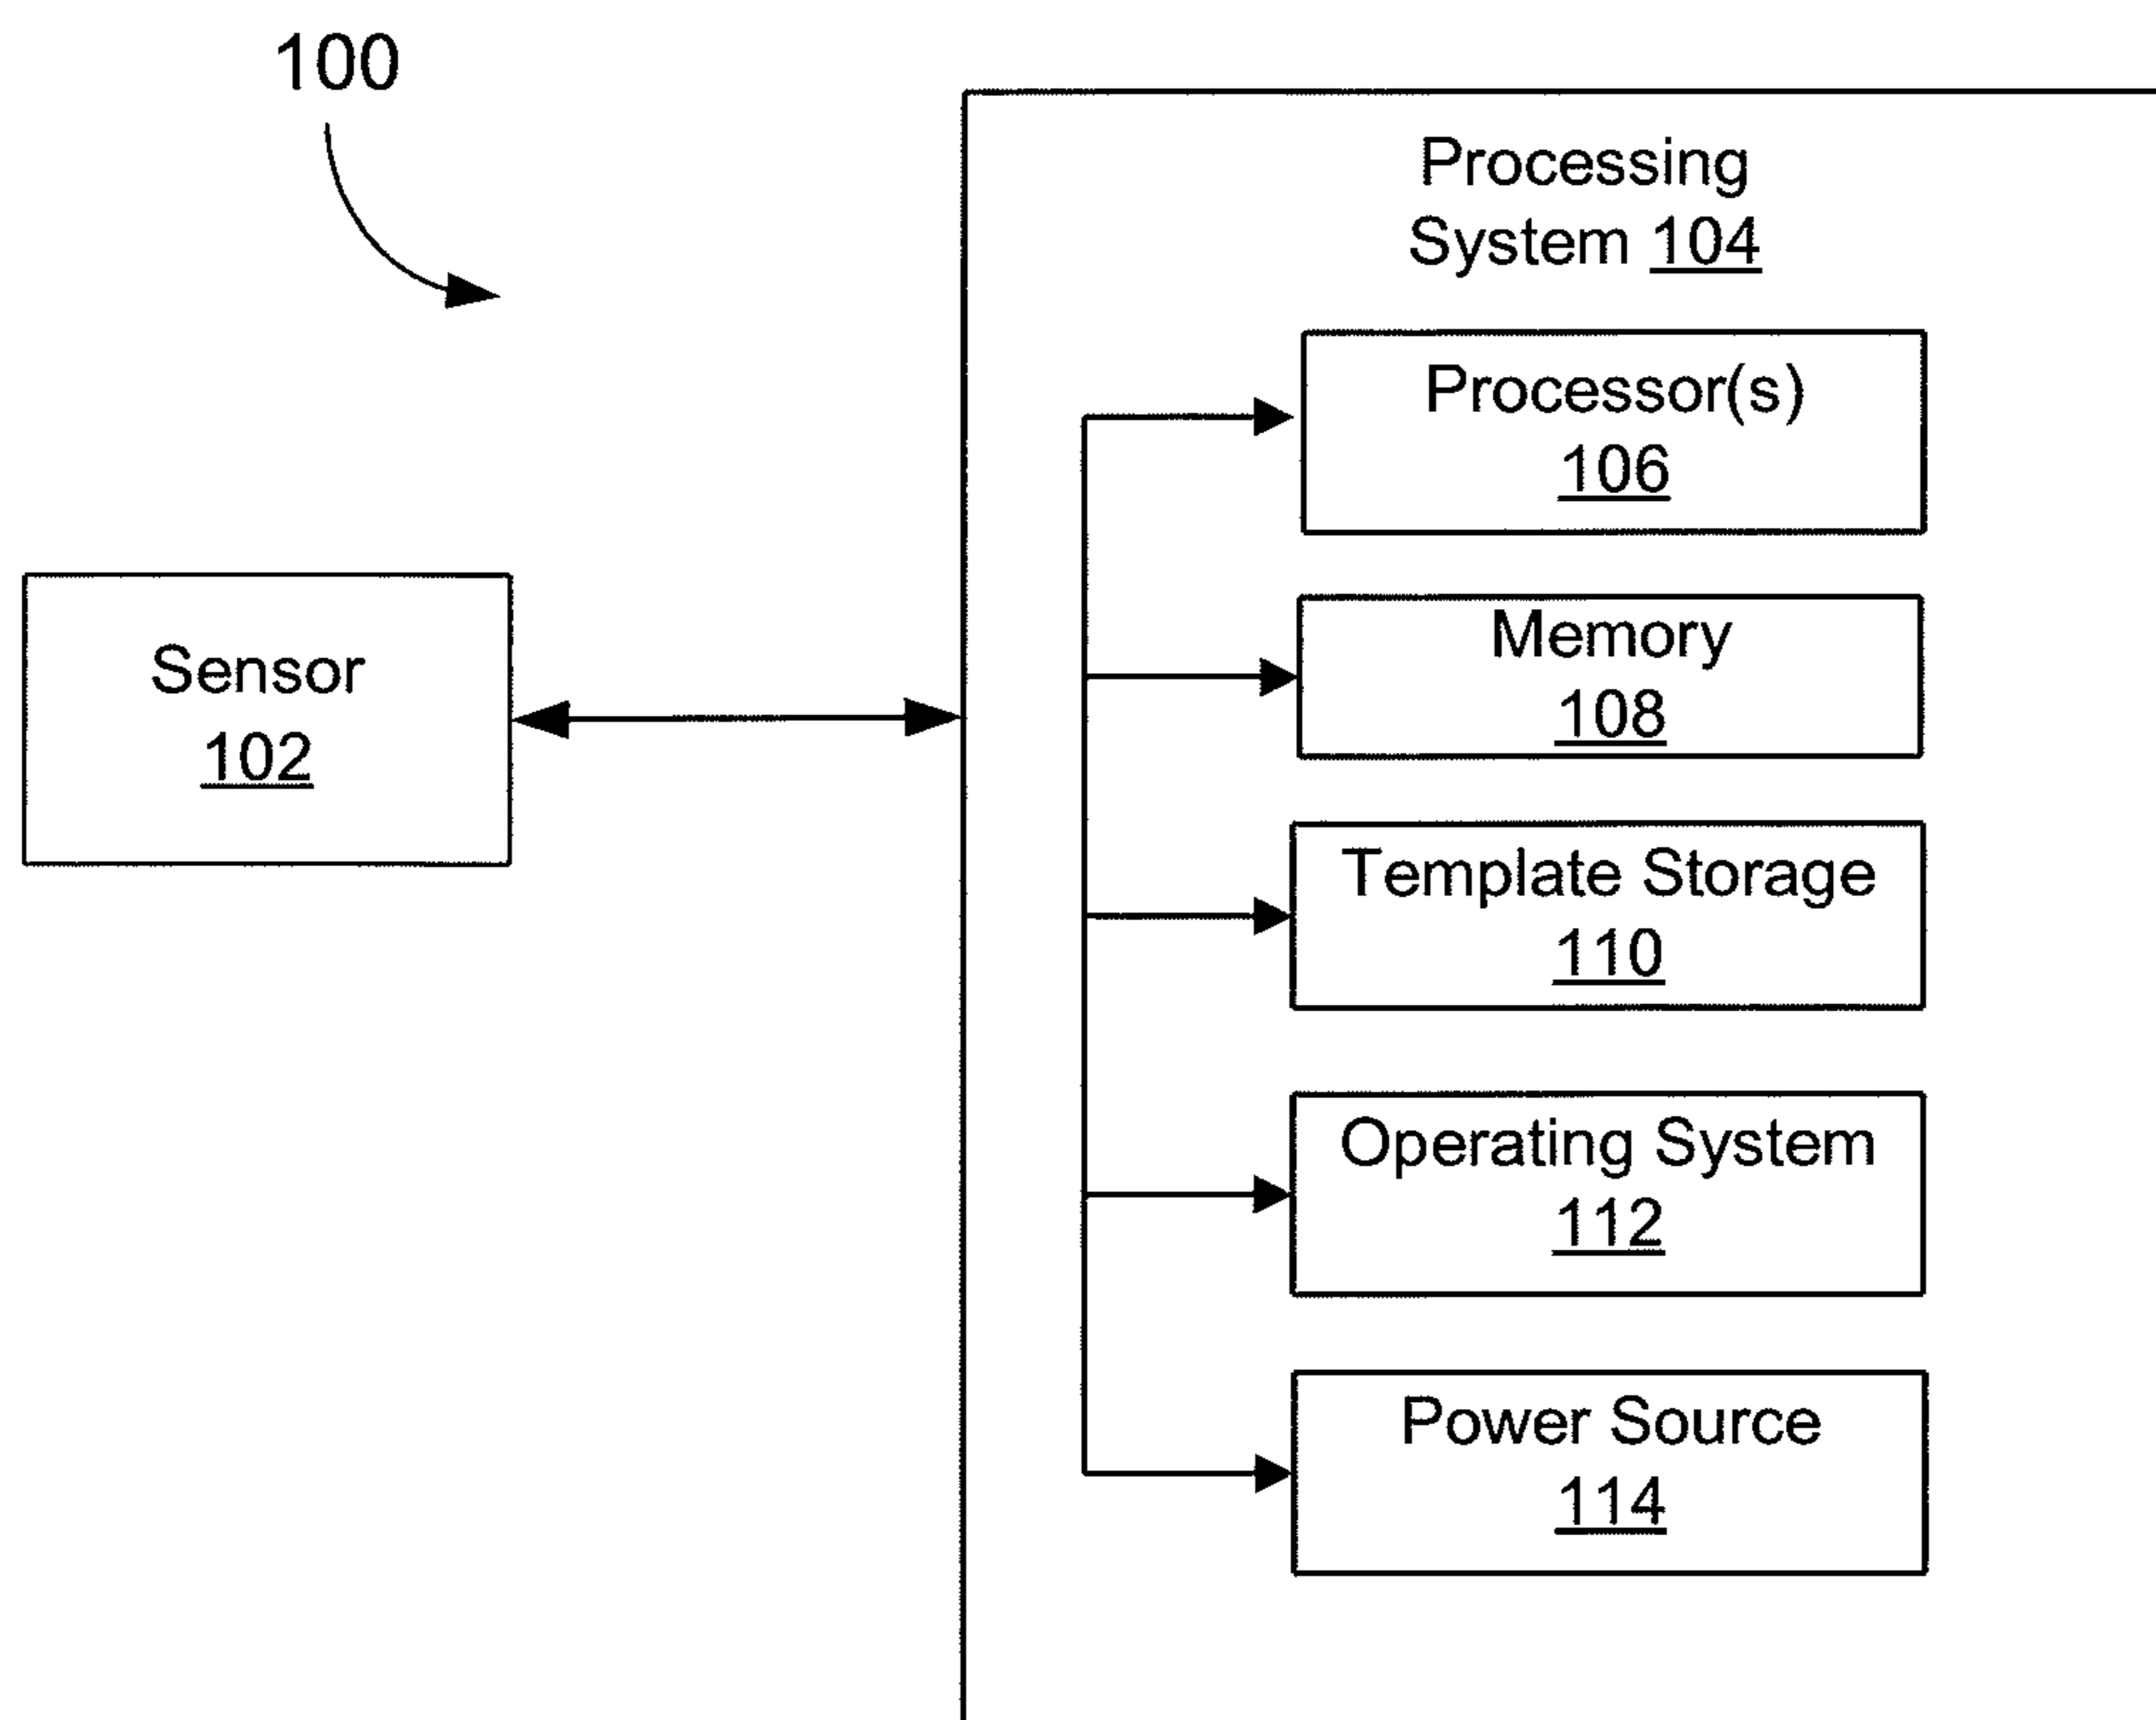 100
Processing
System 104
Processor(s)
106
Memory
108
Sensor
102
Template Storage
110
Operating System
112
Power Source
114